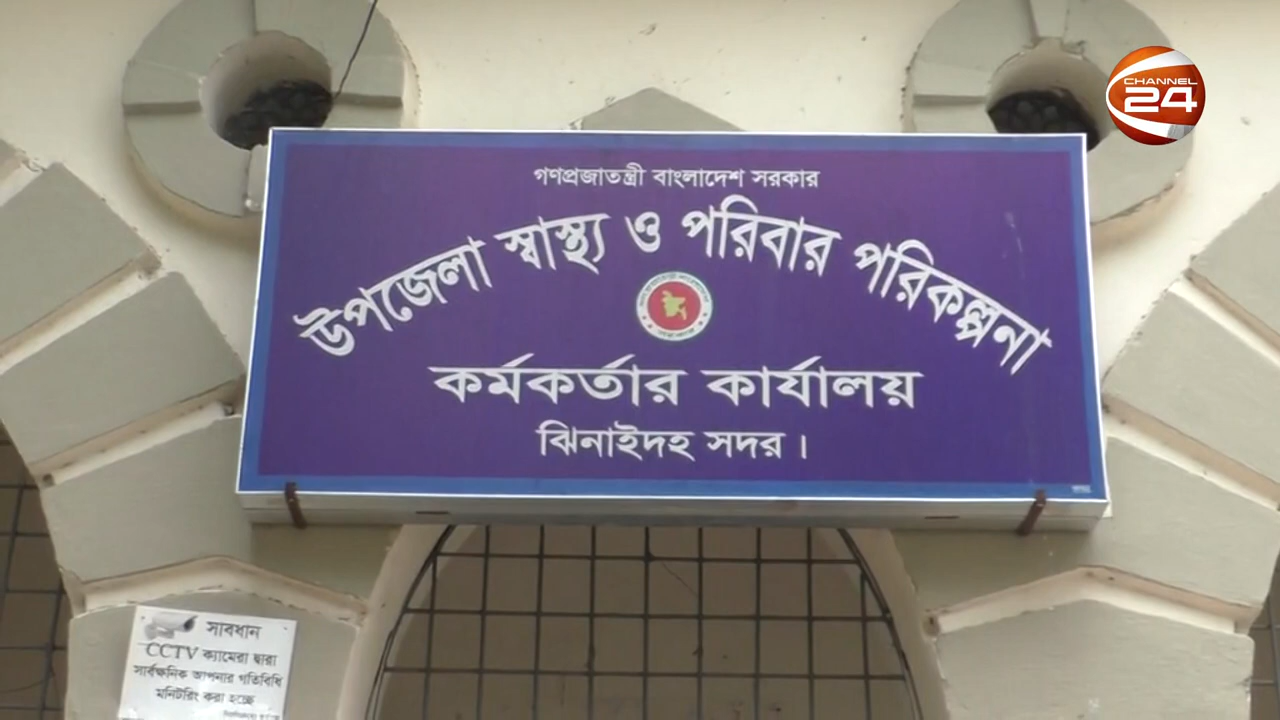 CHANNEL
24
গণপ্রজাতন্ত্রী বাংলাদেশ সরকার
উপজেলা স্বাস্থ্য ও পরিবার পরিকল্পনা
কর্মকর্তার কার্যালয়
ঝিনাইদহ সদর।
সাবধান
CCTV ক্যামেরা দ্বারা
সার্বক্ষনিক আপনার গতিবিধি
মনিটরিং করা হচ্ছে